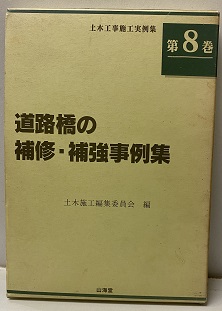 土木工事施工実例集
第8巻
道路橋の
補修・補強事例集
土木施工編集委員会 編
山海堂